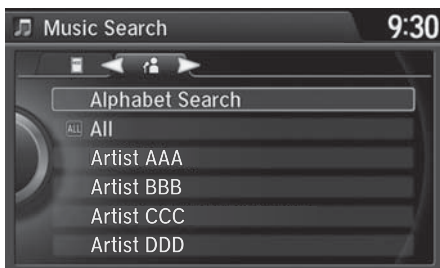 Music Search
9:30
Alphabet Search
ALL All
Artist AAA
Artist BBB
Artist CCC
Artist DDD